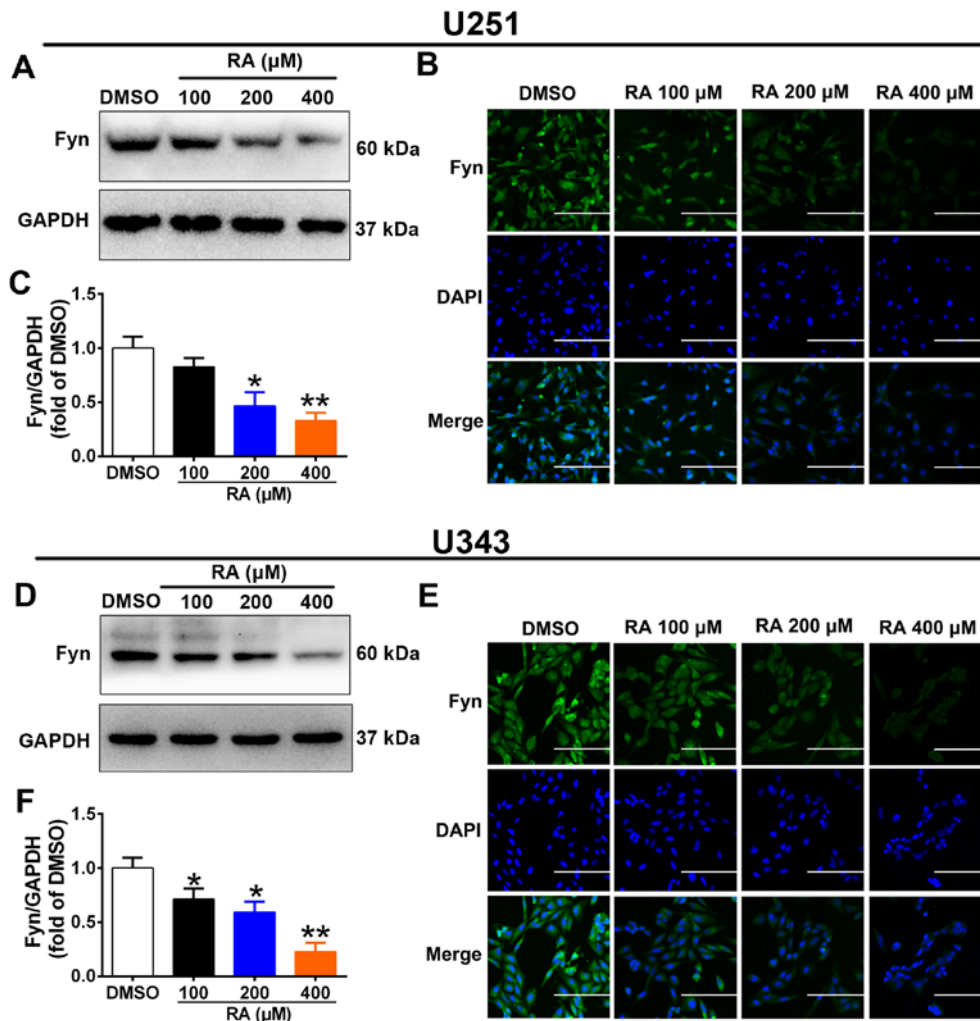 U251
A
RA (µM)
DMSO 100 200 400
Fyn
60 kDa
GAPDH
37 kDa
B
DMSO RA 100 µM RA 200 µM RA 400 µM
Fyn
DAPI
Merge
C
Fyn/GAPDH
(fold of DMSO)
1.5
1.0
0.5
0.0
*
**
DMSO 100 200 400
RA (µM)
U343
D
RA (µM)
DMSO 100 200 400
Fyn
60 kDa
GAPDH
37 kDa
E
DMSO RA 100 µM RA 200 µM RA 400 µM
Fyn
DAPI
Merge
F
Fyn/GAPDH
(fold of DMSO)
1.5
1.0
0.5
0.0
*
*
**
DMSO 100 200 400
RA (µM)